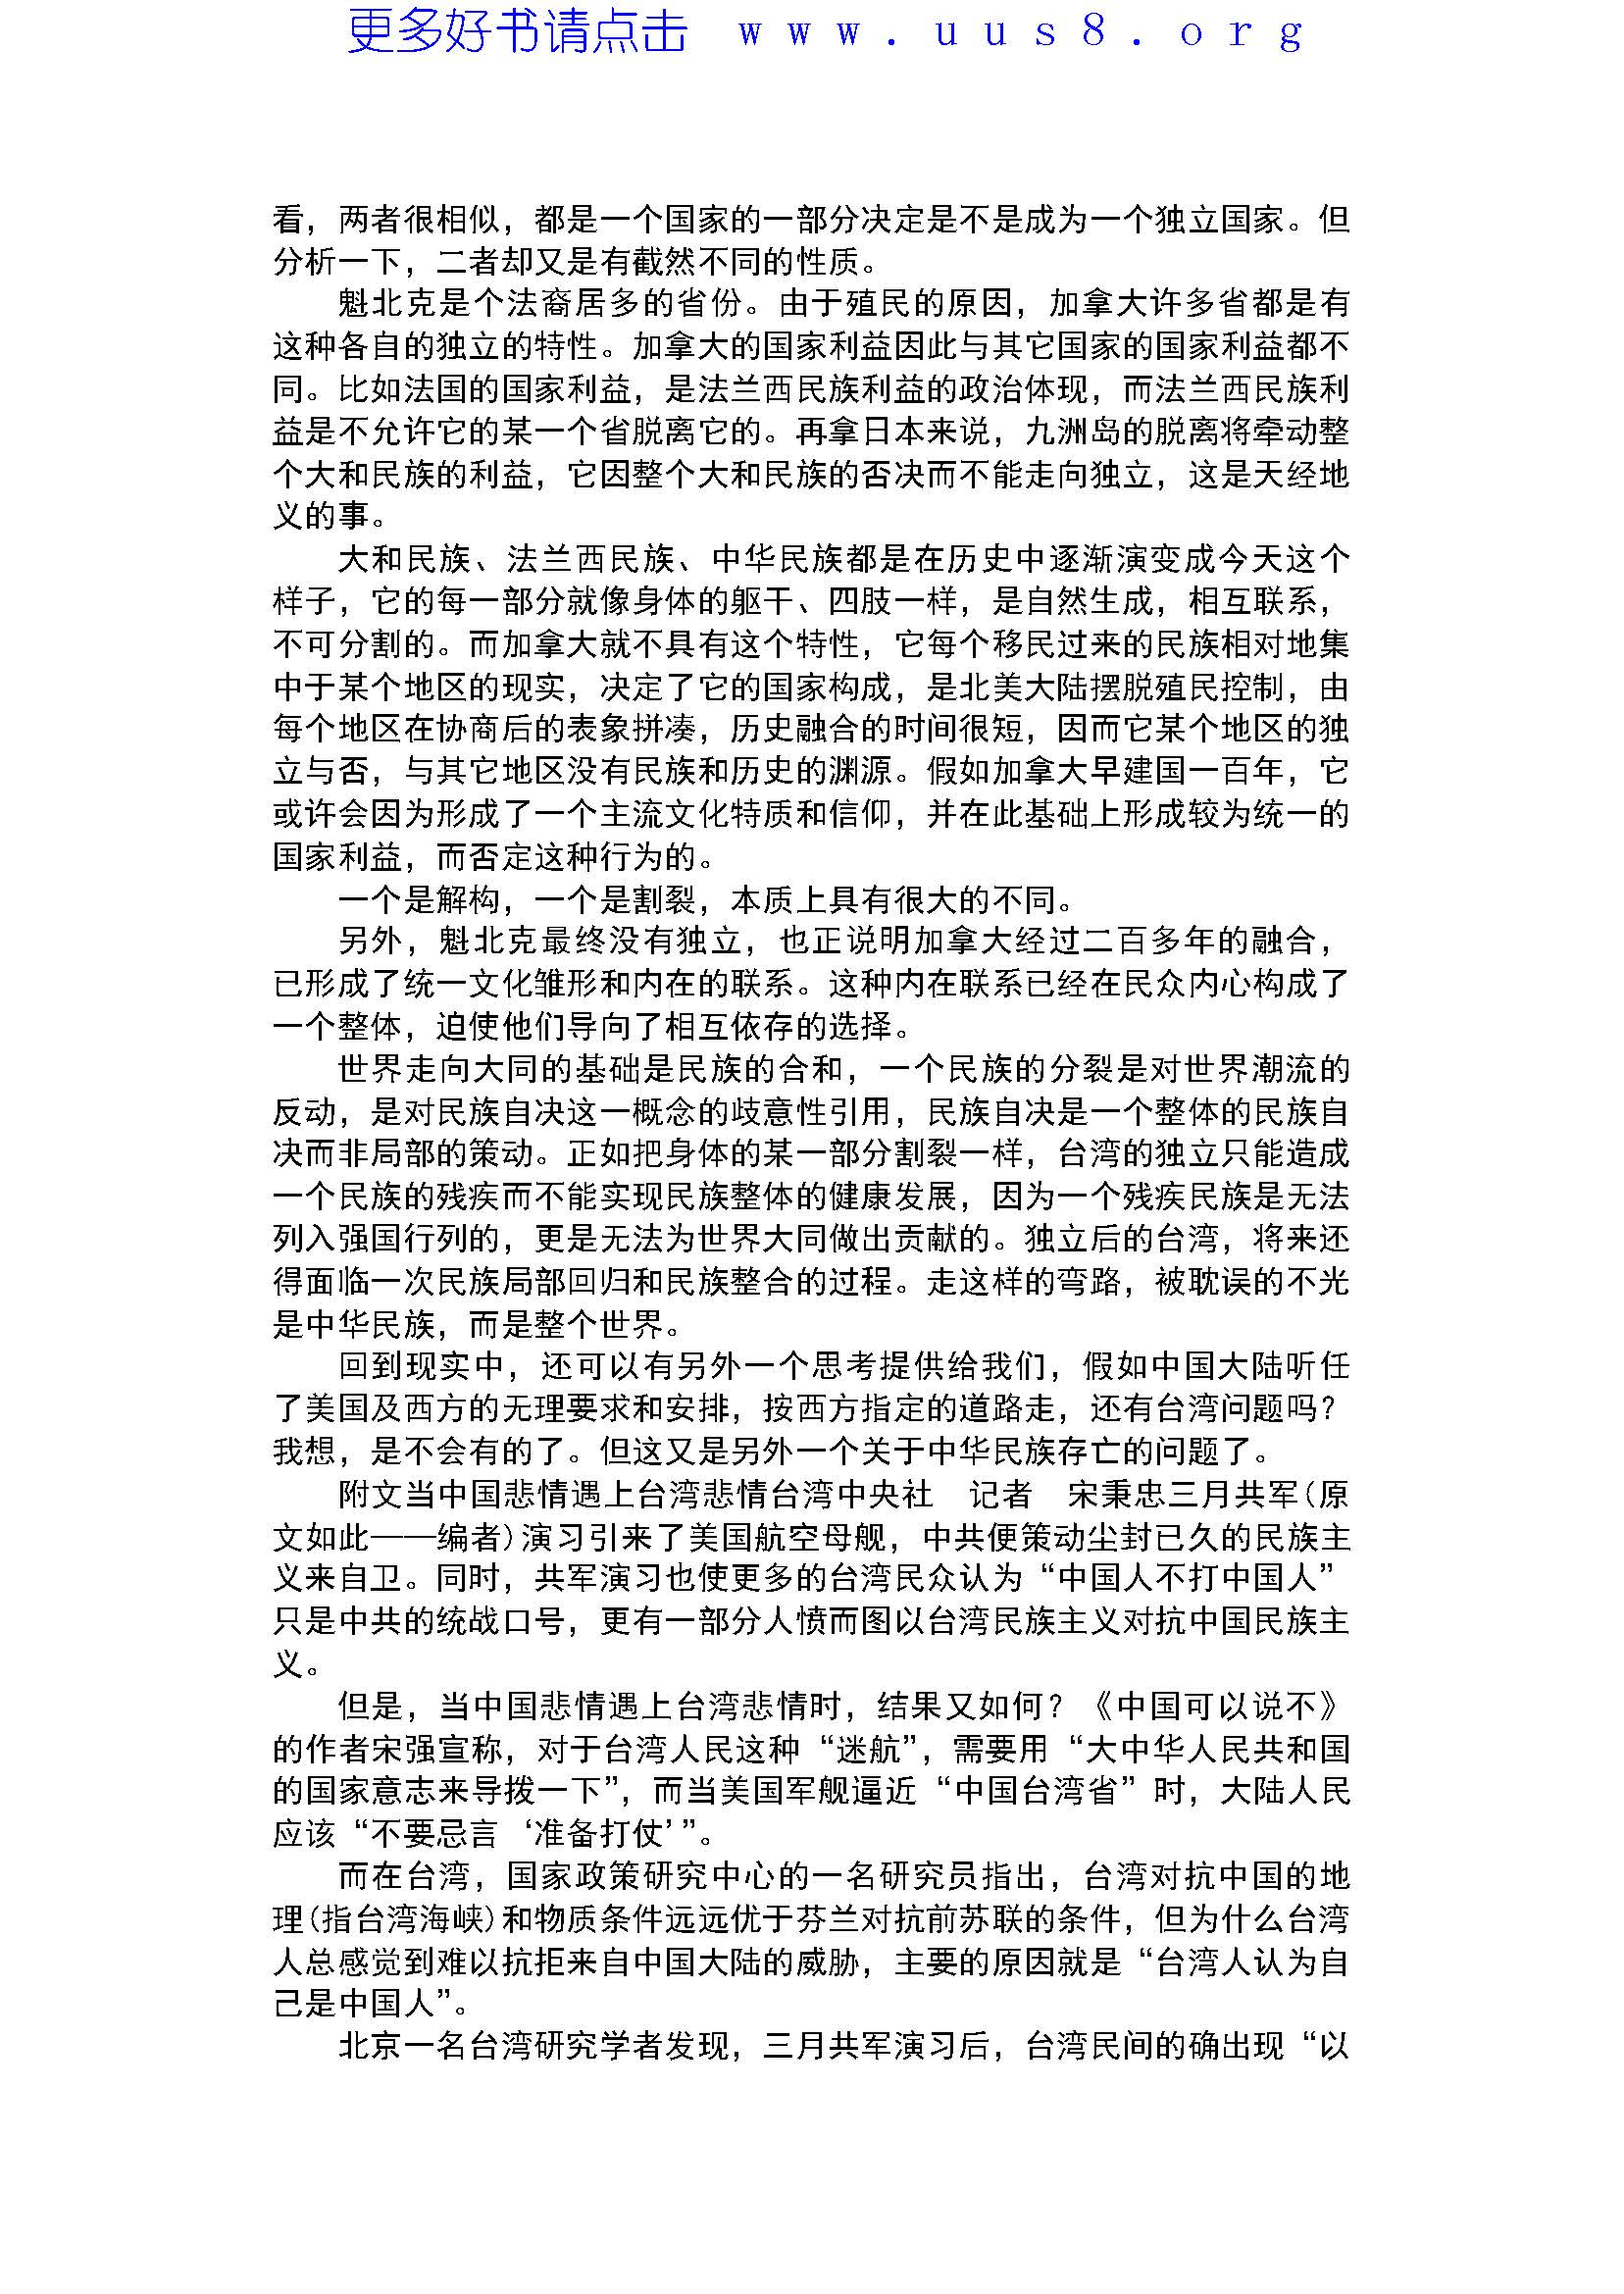 更多好书请点击 www.uus8.org
看，两者很相似，都是一个国家的一部分决定是不是成为一个独立国家。但
分析一下，二者却又是有截然不同的性质。
魁北克是个法裔居多的省份。由于殖民的原因，加拿大许多省都是有
这种各自的独立的特性。加拿大的国家利益因此与其它国家的国家利益都不
同。比如法国的国家利益，是法兰西民族利益的政治体现，而法兰西民族利
益是不允许它的某一个省脱离它的。再拿日本来说，九洲岛的脱离将牵动整
个大和民族的利益，它因整个大和民族的否决而不能走向独立，这是天经地
义的事。
大和民族、法兰西民族、中华民族都是在历史中逐渐演变成今天这个
样子，它的每一部分就像身体的躯干、四肢一样，是自然生成，相互联系，
不可分割的。而加拿大就不具有这个特性，它每个移民过来的民族相对地集
中于某个地区的现实，决定了它的国家构成，是北美大陆摆脱殖民控制，由
每个地区在协商后的表象拼凑，历史融合的时间很短，因而它某个地区的独
立与否，与其它地区没有民族和历史的渊源。假如加拿大早建国一百年，它
或许会因为形成了一个主流文化特质和信仰，并在此基础上形成较为统一的
国家利益，而否定这种行为的。
一个是解构，一个是割裂，本质上具有很大的不同。
另外，魁北克最终没有独立，也正说明加拿大经过二百多年的融合，
已形成了统一文化雏形和内在的联系。这种内在联系已经在民众内心构成了
一个整体，迫使他们导向了相互依存的选择。
世界走向大同的基础是民族的合和，一个民族的分裂是对世界潮流的
反动，是对民族自决这一概念的歧意性引用，民族自决是一个整体的民族自
决而非局部的策动。正如把身体的某一部分割裂一样，台湾的独立只能造成
一个民族的残疾而不能实现民族整体的健康发展，因为一个残疾民族是无法
列入强国行列的，更是无法为世界大同做出贡献的。独立后的台湾，将来还
得面临一次民族局部回归和民族整合的过程。走这样的弯路，被耽误的不光
是中华民族，而是整个世界。
回到现实中，还可以有另外一个思考提供给我们，假如中国大陆听任
了美国及西方的无理要求和安排，按西方指定的道路走，还有台湾问题吗？
我想，是不会有的了。但这又是另外一个关于中华民族存亡的问题了。
附文当中国悲情遇上台湾悲情台湾中央社　记者　宋秉忠三月共军(原
文如此——编者)演习引来了美国航空母舰，中共便策动尘封已久的民族主
义来自卫。同时，共军演习也使更多的台湾民众认为“中国人不打中国人”
只是中共的统战口号，更有一部分人愤而图以台湾民族主义对抗中国民族主
义。
但是，当中国悲情遇上台湾悲情时，结果又如何？《中国可以说不》
的作者宋强宣称，对于台湾人民这种“迷航”，需要用“大中华人民共和国
的国家意志来导拨一下”，而当美国军舰逼近“中国台湾省”时，大陆人民
应该“不要忌言‘准备打仗’”。
而在台湾，国家政策研究中心的一名研究员指出，台湾对抗中国的地
理(指台湾海峡)和物质条件远远优于芬兰对抗前苏联的条件，但为什么台湾
人总感觉到难以抗拒来自中国大陆的威胁，主要的原因就是“台湾人认为自
己是中国人”。
北京一名台湾研究学者发现，三月共军演习后，台湾民间的确出现“以